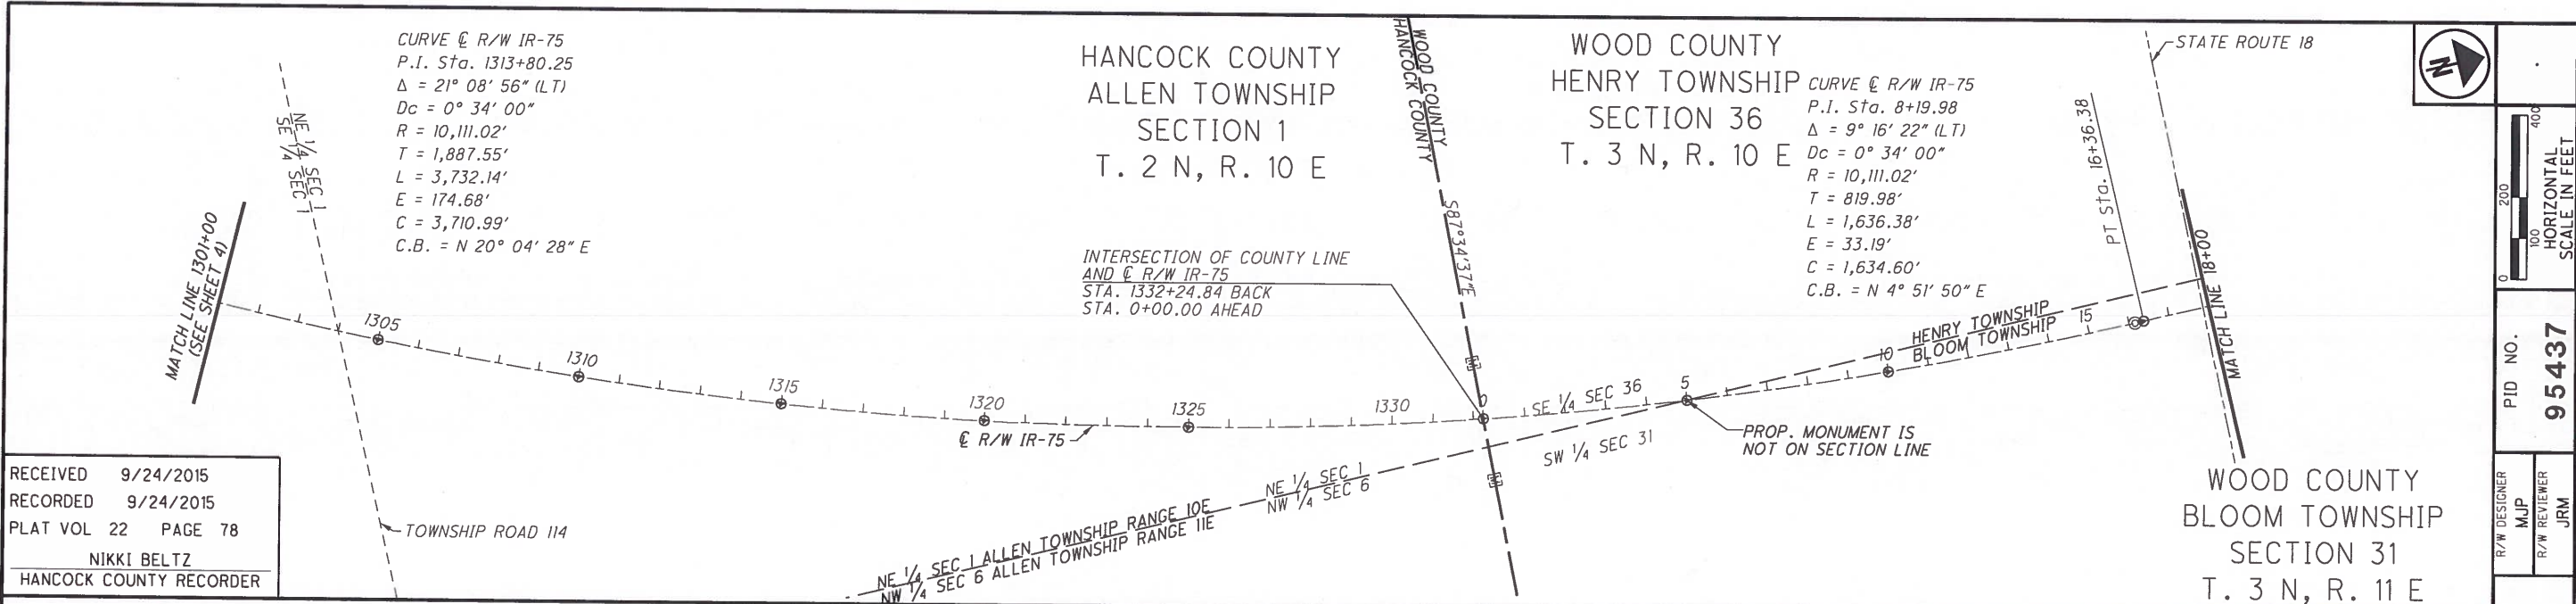 CURVE ℄ R/W IR-75
P.I. Sta. 1313+80.25
Δ = 21° 08' 56" (LT)
Dc = 0° 34' 00"
R = 10,111.02'
T = 1,887.55'
L = 3,732.14'
E = 174.68'
C = 3,710.99'
C.B. = N 20° 04' 28" E
NE 1/4 SEC 1
SE 1/4 SEC 1
MATCH LINE 1301+00
(SEE SHEET 4)
HANCOCK COUNTY
ALLEN TOWNSHIP
SECTION 1
T. 2 N, R. 10 E
WOOD COUNTY
HANCOCK COUNTY
S87°34'37"E
WOOD COUNTY
HENRY TOWNSHIP
SECTION 36
T. 3 N, R. 10 E
CURVE ℄ R/W IR-75
P.I. Sta. 8+19.98
Δ = 9° 16' 22" (LT)
Dc = 0° 34' 00"
R = 10,111.02'
T = 819.98'
L = 1,636.38'
E = 33.19'
C = 1,634.60'
C.B. = N 4° 51' 50" E
STATE ROUTE 18
PT Sta. 16+36.38
MATCH LINE 18+00
INTERSECTION OF COUNTY LINE
AND ℄ R/W IR-75
STA. 1332+24.84 BACK
STA. 0+00.00 AHEAD
1305
1310
1315
1320
1325
1330
0
5
10
15
℄ R/W IR-75
SE 1/4 SEC 36
SW 1/4 SEC 31
HENRY TOWNSHIP
BLOOM TOWNSHIP
PROP. MONUMENT IS
NOT ON SECTION LINE
NE 1/4 SEC 1
NW 1/4 SEC 6
NE 1/4 SEC 1 ALLEN TOWNSHIP RANGE 10E
NW 1/4 SEC 6 ALLEN TOWNSHIP RANGE 11E
TOWNSHIP ROAD 114
WOOD COUNTY
BLOOM TOWNSHIP
SECTION 31
T. 3 N, R. 11 E
RECEIVED 9/24/2015
RECORDED 9/24/2015
PLAT VOL 22 PAGE 78
NIKKI BELTZ
HANCOCK COUNTY RECORDER
N
0
100
200
400
HORIZONTAL
SCALE IN FEET
PID NO.
95437
R/W DESIGNER
MJP
R/W REVIEWER
JRM